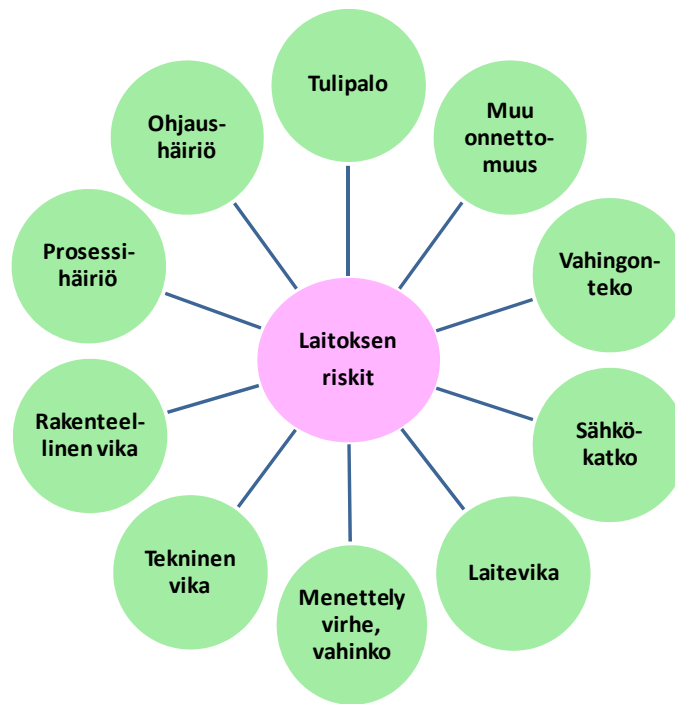 Tulipalo
Muu
onnetto-
muus
Vahingon-
teko
Sähkö-
katko
Laitevika
Menettely
virhe,
vahinko
Tekninen
vika
Rakenteel-
linen vika
Prosessi-
häiriö
Ohjaus-
häiriö
Laitoksen
riskit